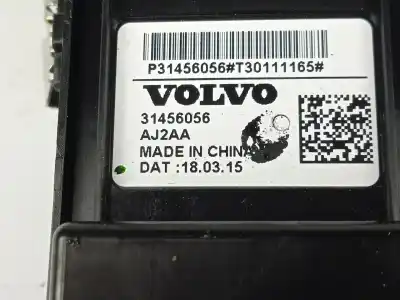 P31456056#T30111165#
VOLVO
31456056
AJ2AA
MADE IN CHINA
DAT :18.03.15